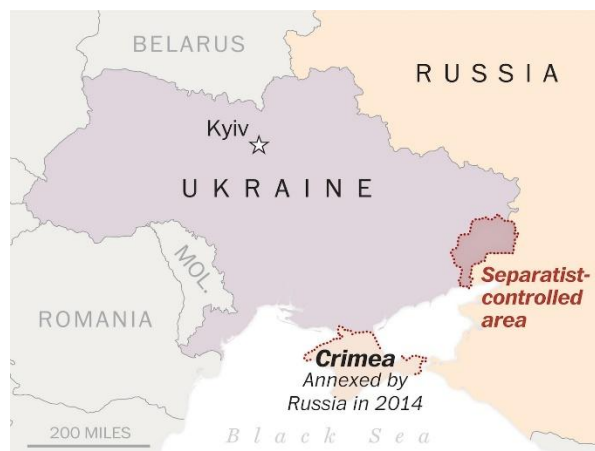 BELARUS
RUSSIA
Kyiv
UKRAINE
MOL.
Separatist-
controlled
area
ROMANIA
Crimea
Annexed by
Russia in 2014
200 MILES
Black Sea